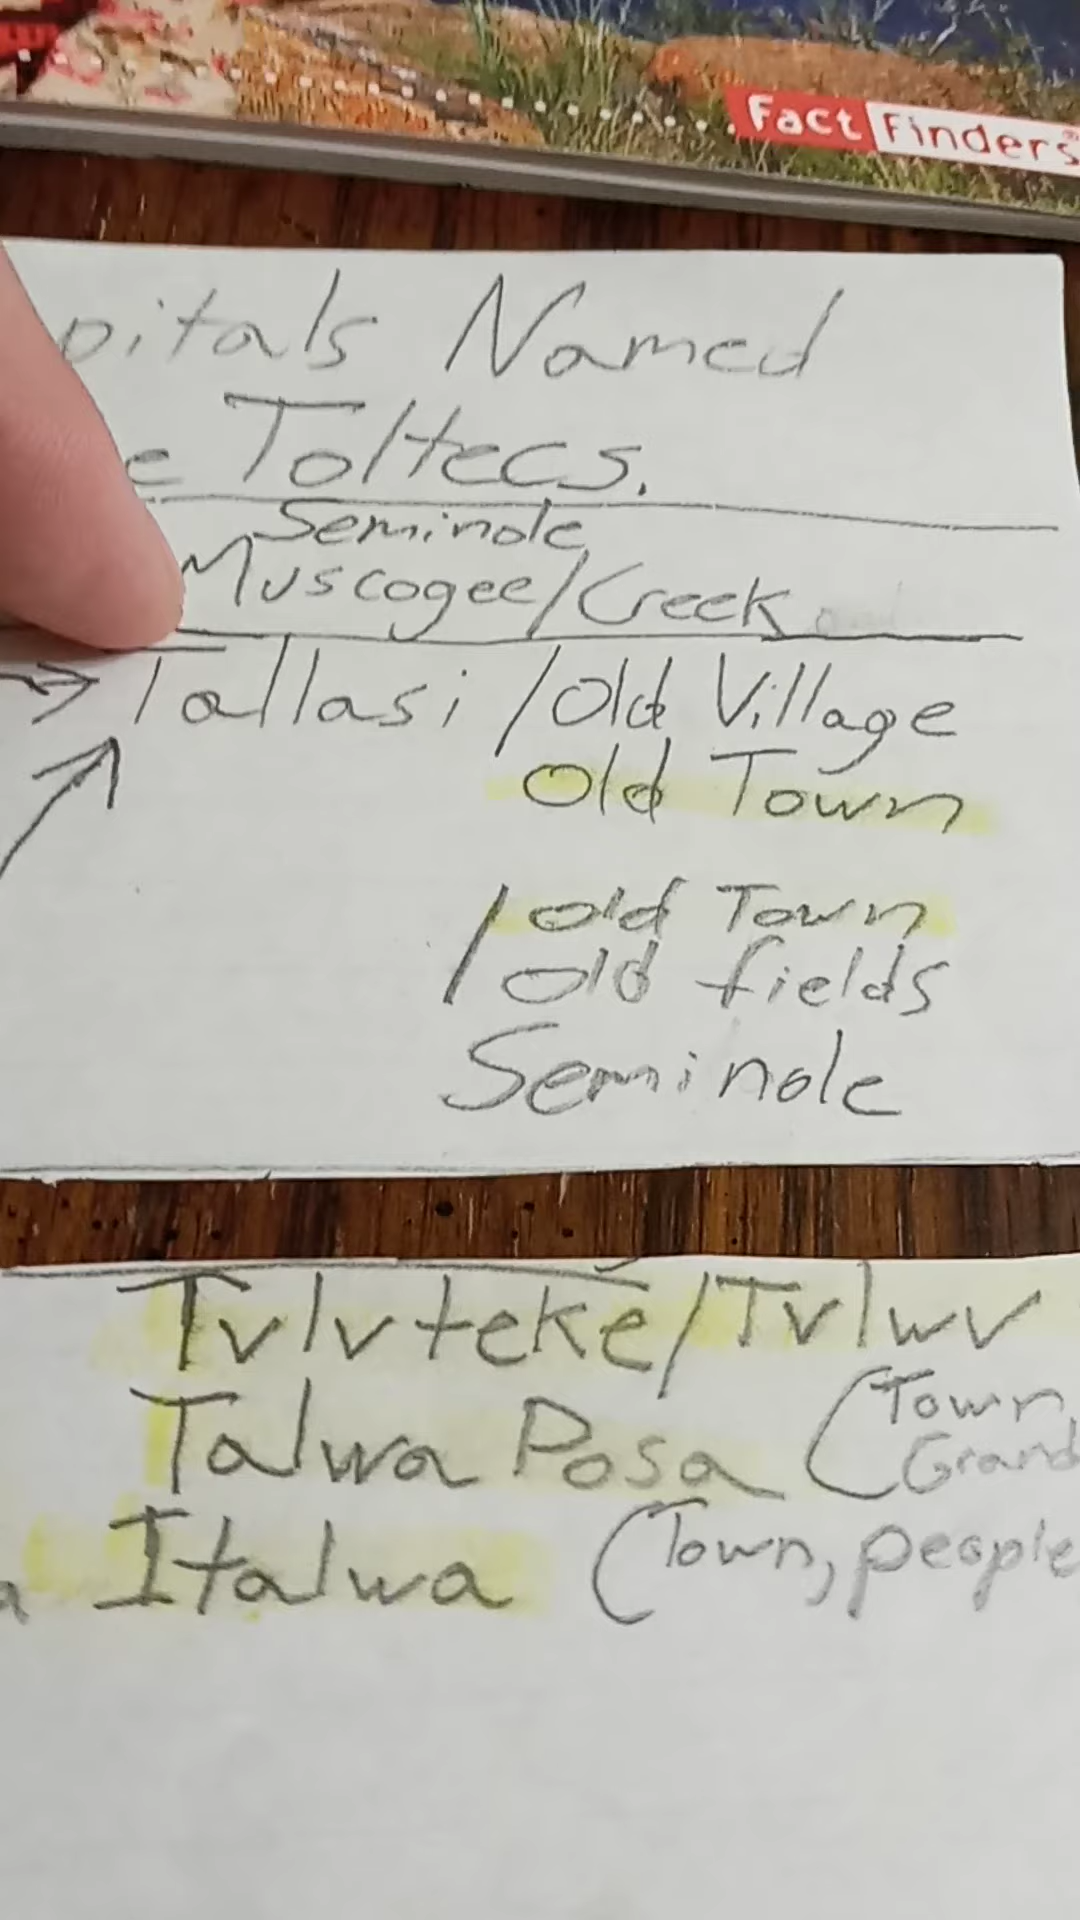 Fact Finders®
pitals Named
e Toltecs.
Seminole
Muscogee/Creek
Tallasi /Old Village
Old Town
/Old Town
/Old fields
Seminole
Tvlvtekē/Tvlwv
Talwa Posa (Town,
Grand
a Italwa (Town, people